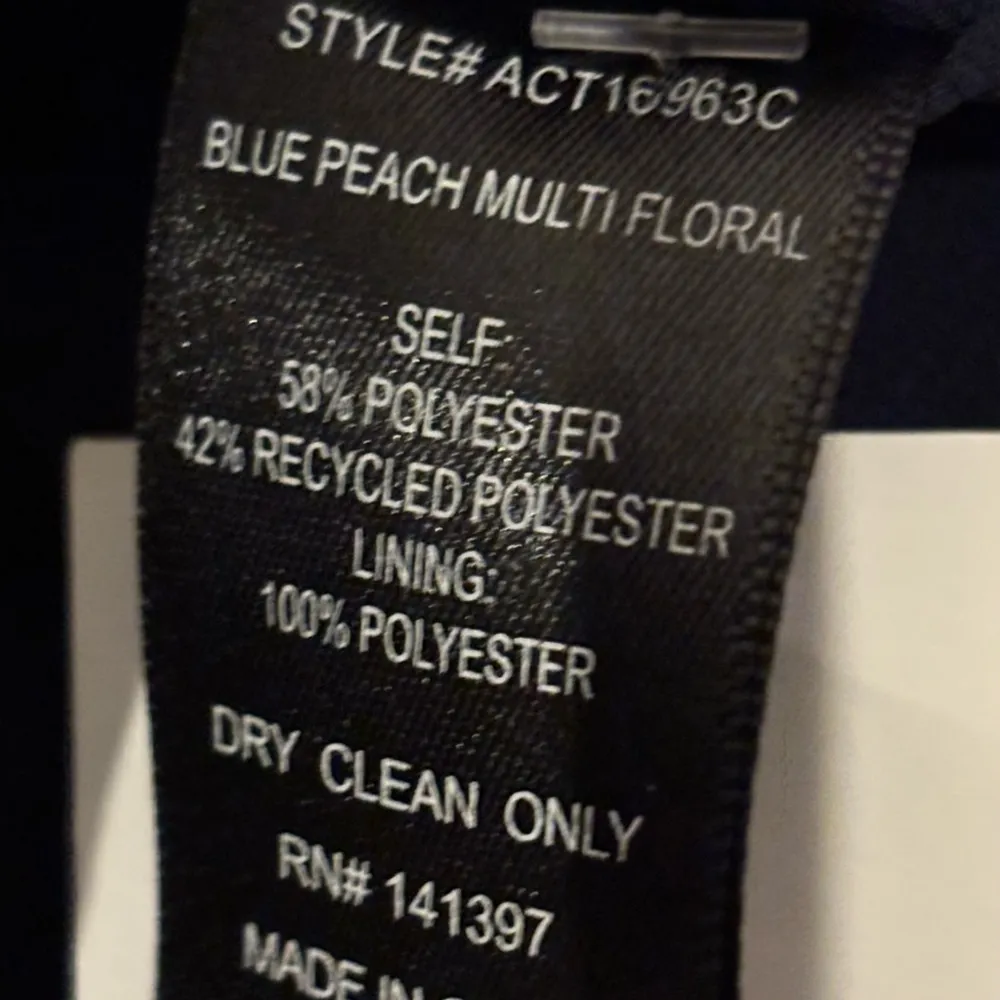 STYLE# ACT16963C
BLUE PEACH MULTI FLORAL
SELF:
58% POLYESTER
42% RECYCLED POLYESTER
LINING:
100% POLYESTER
DRY CLEAN ONLY
RN# 141397
MADE IN